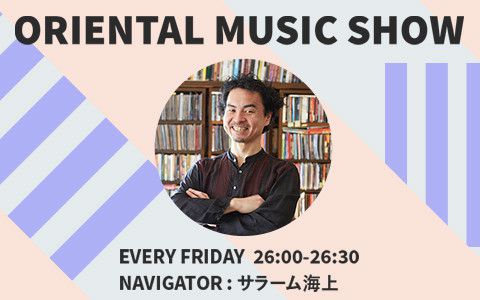 ORIENTAL MUSIC SHOW
EVERY FRIDAY 26:00-26:30
NAVIGATOR : サラーム海上